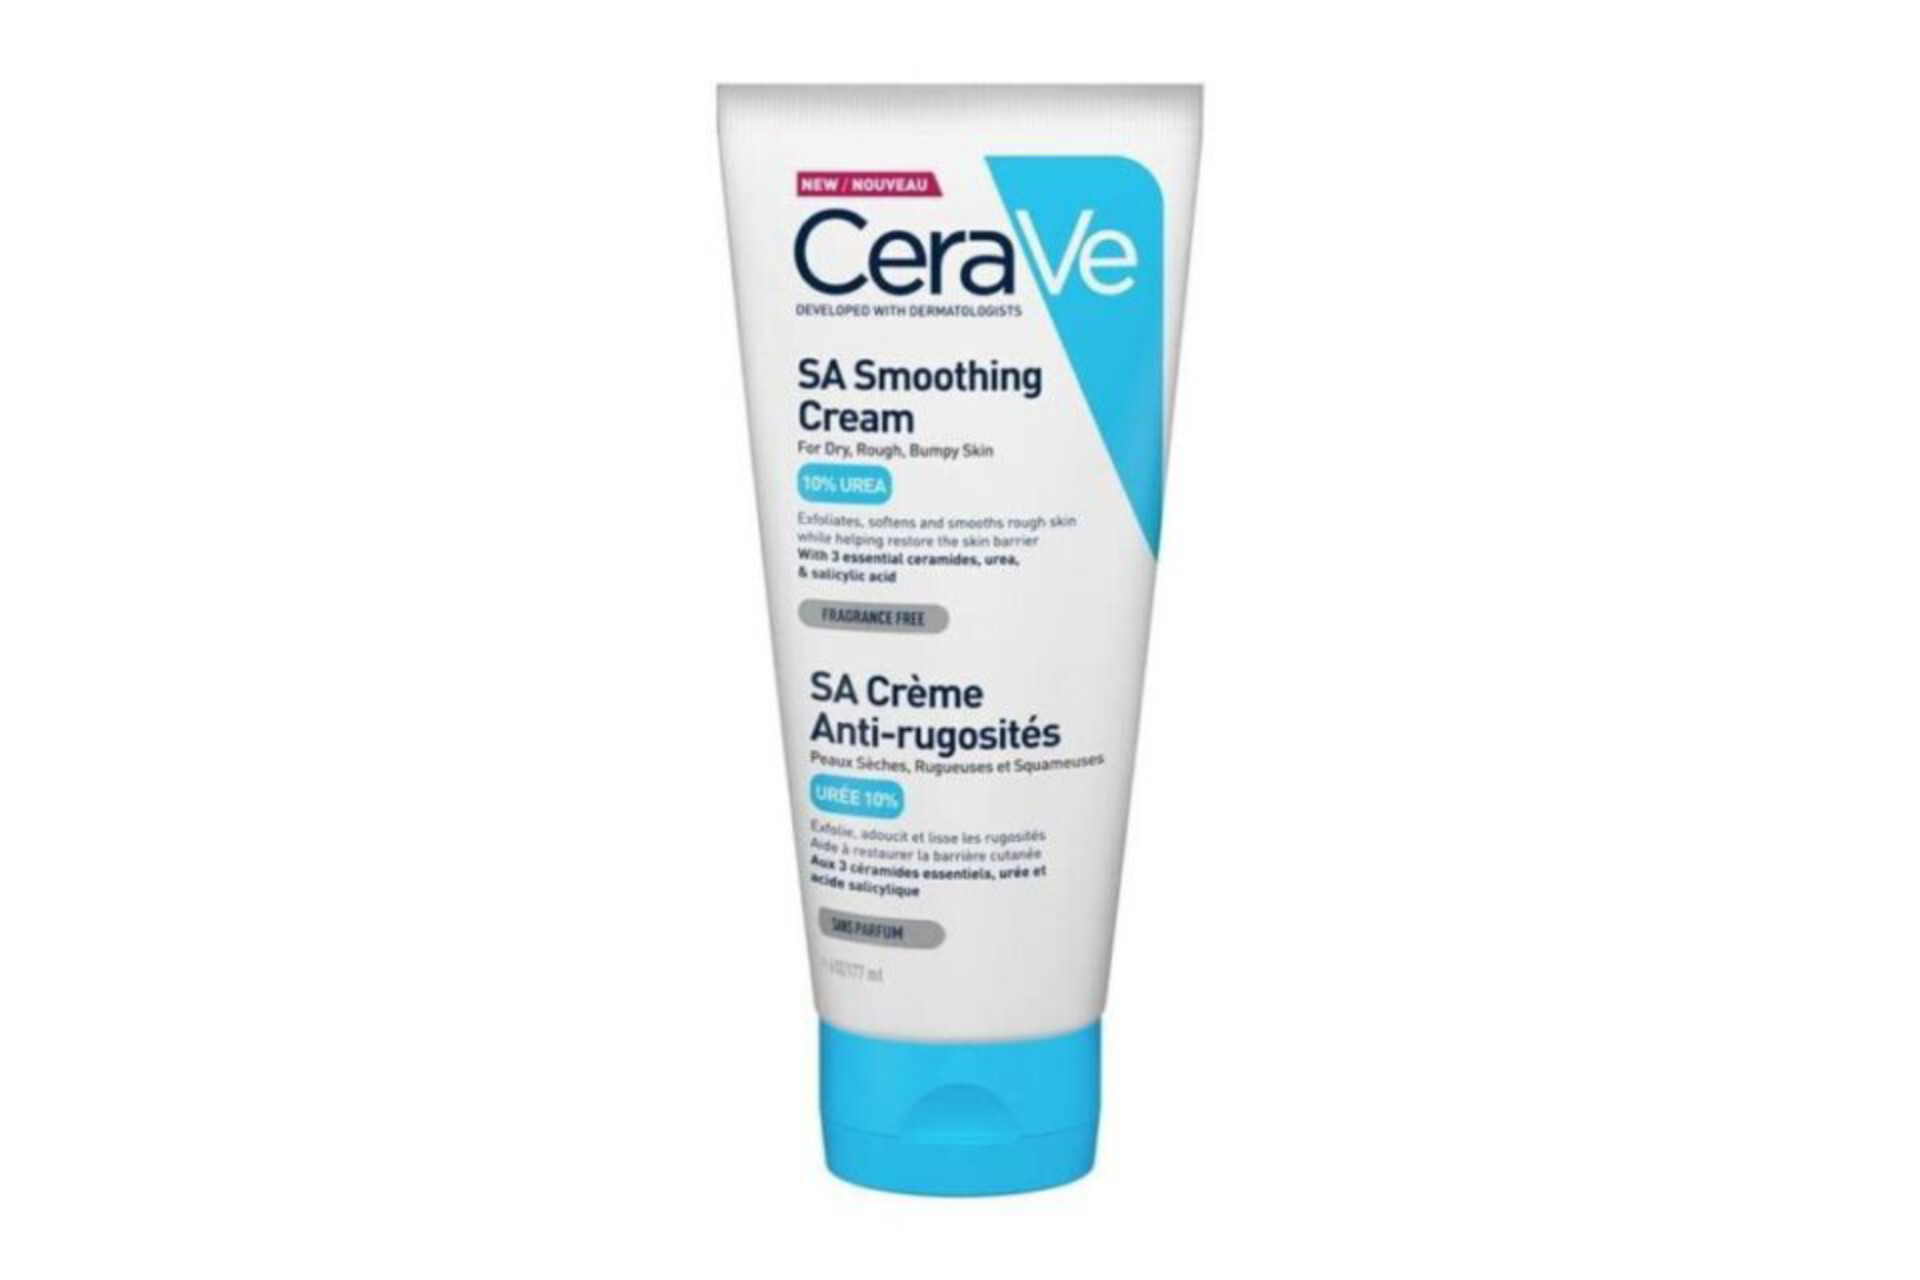 NEW / NOUVEAU
CeraVe
DEVELOPED WITH DERMATOLOGISTS
SA Smoothing
Cream
For Dry, Rough, Bumpy Skin
10% UREA
Exfoliates, softens and smooths rough skin
while helping restore the skin barrier
With 3 essential ceramides, urea,
& salicylic acid
FRAGRANCE FREE
SA Crème
Anti-rugosités
Peaux Sèches, Rugueuses et Squameuses
URÉE 10%
Exfolie, adoucit et lisse les rugosités
Aide à restaurer la barrière cutanée
Aux 3 céramides essentiels, urée et
acide salicylique
SANS PARFUM
ml